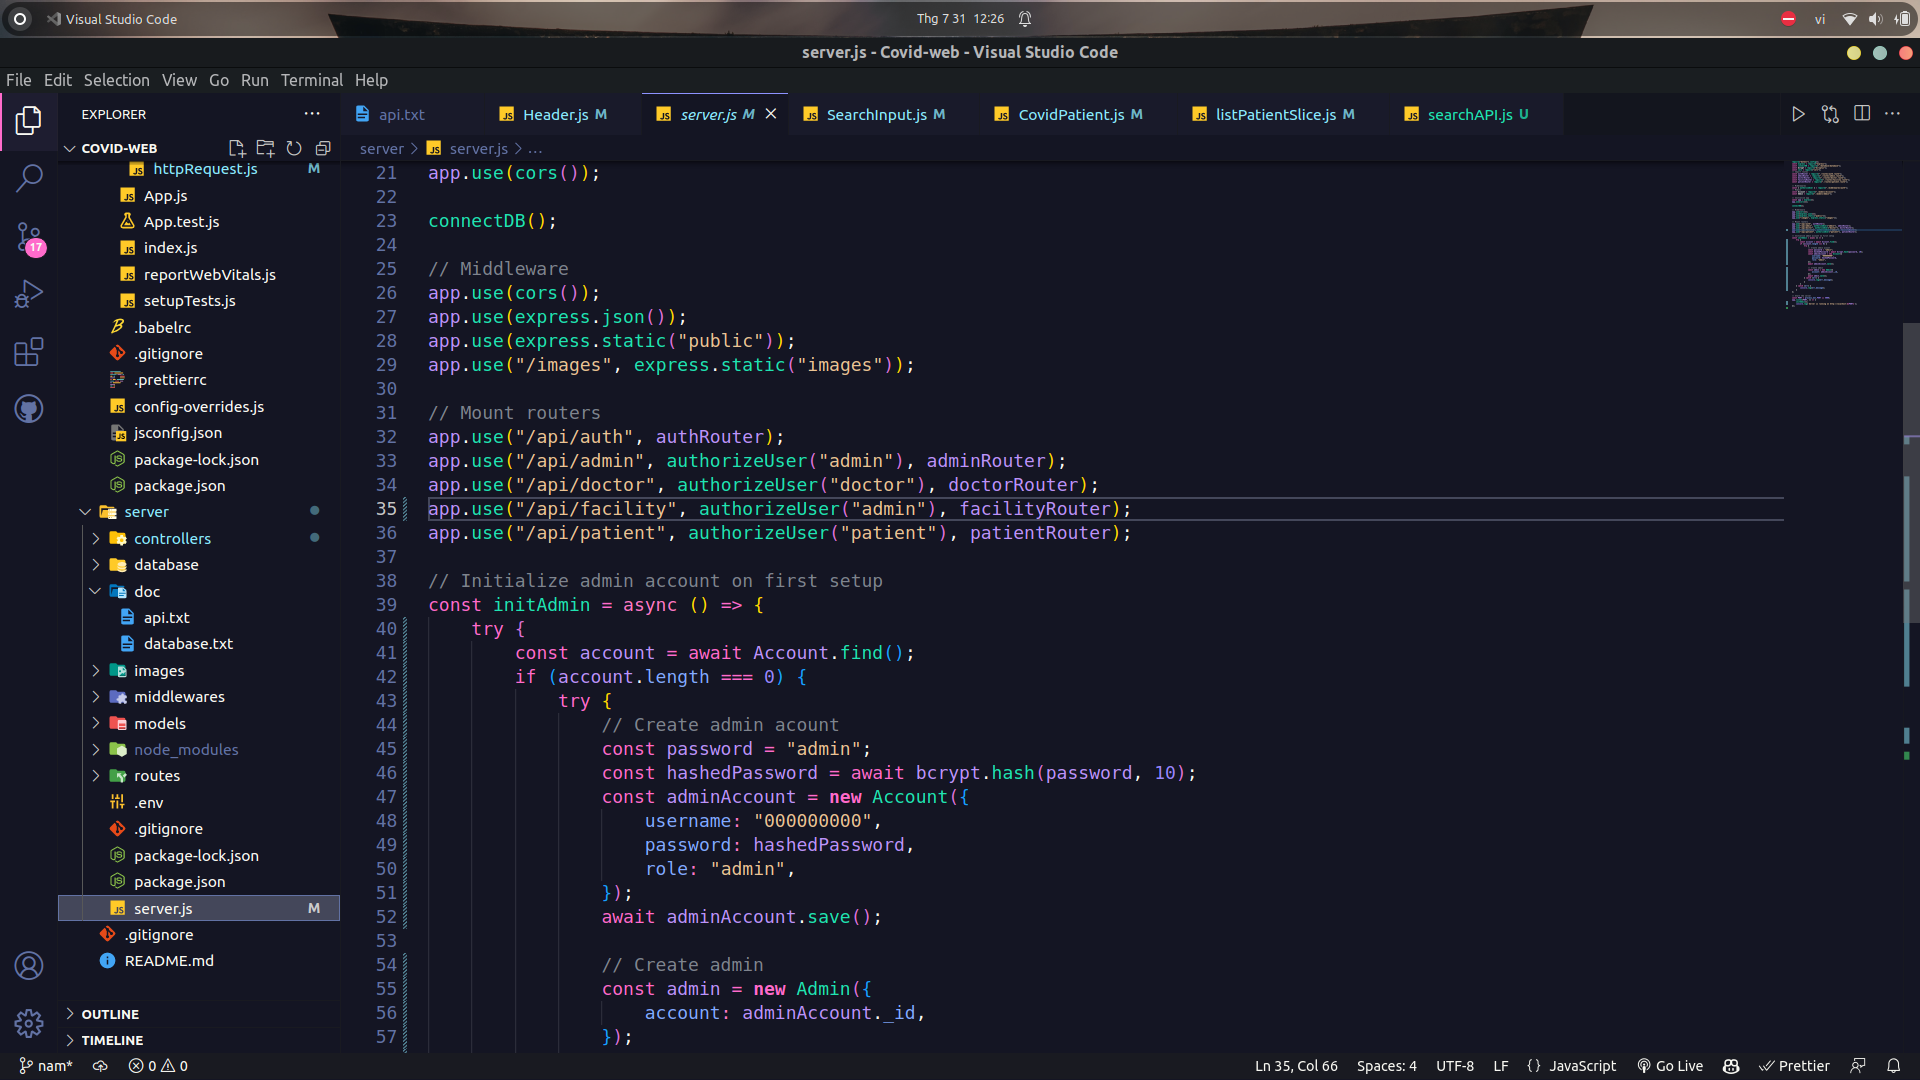 Visual Studio Code
Thg 7 31 12:26
vi
server.js - Covid-web - Visual Studio Code
File Edit Selection View Go Run Terminal Help
EXPLORER
api.txt
Header.js M
server.js M
SearchInput.js M
CovidPatient.js M
listPatientSlice.js M
searchAPI.js U
COVID-WEB
server > server.js > ...
httpRequest.js M
App.js
App.test.js
index.js
reportWebVitals.js
setupTests.js
.babelrc
.gitignore
.prettierrc
config-overrides.js
jsconfig.json
package-lock.json
package.json
server
controllers
database
doc
api.txt
database.txt
images
middlewares
models
node_modules
routes
.env
.gitignore
package-lock.json
package.json
server.js M
.gitignore
README.md
OUTLINE
TIMELINE
17
21 app.use(cors());
22
23 connectDB();
24
25 // Middleware
26 app.use(cors());
27 app.use(express.json());
28 app.use(express.static("public"));
29 app.use("/images", express.static("images"));
30
31 // Mount routers
32 app.use("/api/auth", authRouter);
33 app.use("/api/admin", authorizeUser("admin"), adminRouter);
34 app.use("/api/doctor", authorizeUser("doctor"), doctorRouter);
35 app.use("/api/facility", authorizeUser("admin"), facilityRouter);
36 app.use("/api/patient", authorizeUser("patient"), patientRouter);
37
38 // Initialize admin account on first setup
39 const initAdmin = async () => {
40 try {
41 const account = await Account.find();
42 if (account.length === 0) {
43 try {
44 // Create admin acount
45 const password = "admin";
46 const hashedPassword = await bcrypt.hash(password, 10);
47 const adminAccount = new Account({
48 username: "000000000",
49 password: hashedPassword,
50 role: "admin",
51 });
52 await adminAccount.save();
53
54 // Create admin
55 const admin = new Admin({
56 account: adminAccount._id,
57 });
nam* 0 0
Ln 35, Col 66 Spaces: 4 UTF-8 LF {} JavaScript Go Live Prettier